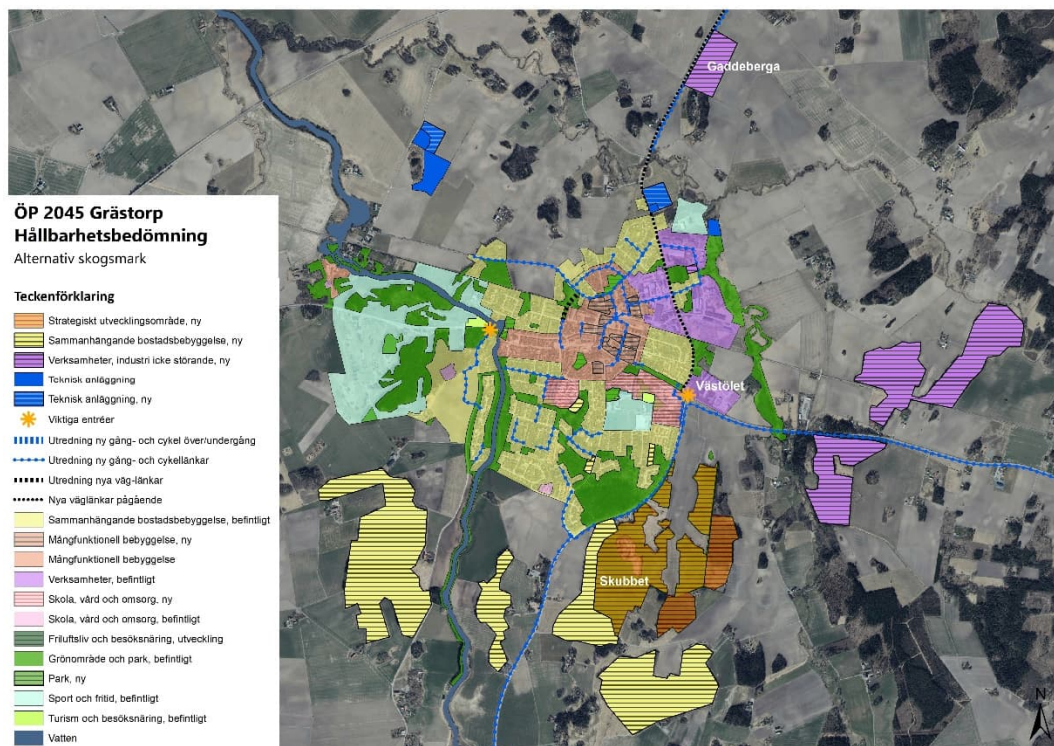 ÖP 2045 Grästorp
Hållbarhetsbedömning
Alternativ skogsmark
Teckenförklaring
Strategiskt utvecklingsområde, ny
Sammanhängande bostadsbebyggelse, ny
Verksamheter, industri icke störande, ny
Teknisk anläggning
Teknisk anläggning, ny
Viktiga entréer
Utredning ny gång- och cykel över/undergång
Utredning ny gång- och cykellänkar
Utredning nya väg-länkar
Nya väglänkar pågående
Sammanhängande bostadsbebyggelse, befintligt
Mångfunktionell bebyggelse, ny
Mångfunktionell bebyggelse
Verksamheter, befintligt
Skola, vård och omsorg, ny
Skola, vård och omsorg, befintligt
Friluftsliv och besöksnäring, utveckling
Grönområde och park, befintligt
Park, ny
Sport och fritid, befintligt
Turism och besöksnäring, befintligt
Vatten
Gaddeberga
Västölet
Skubbet
N